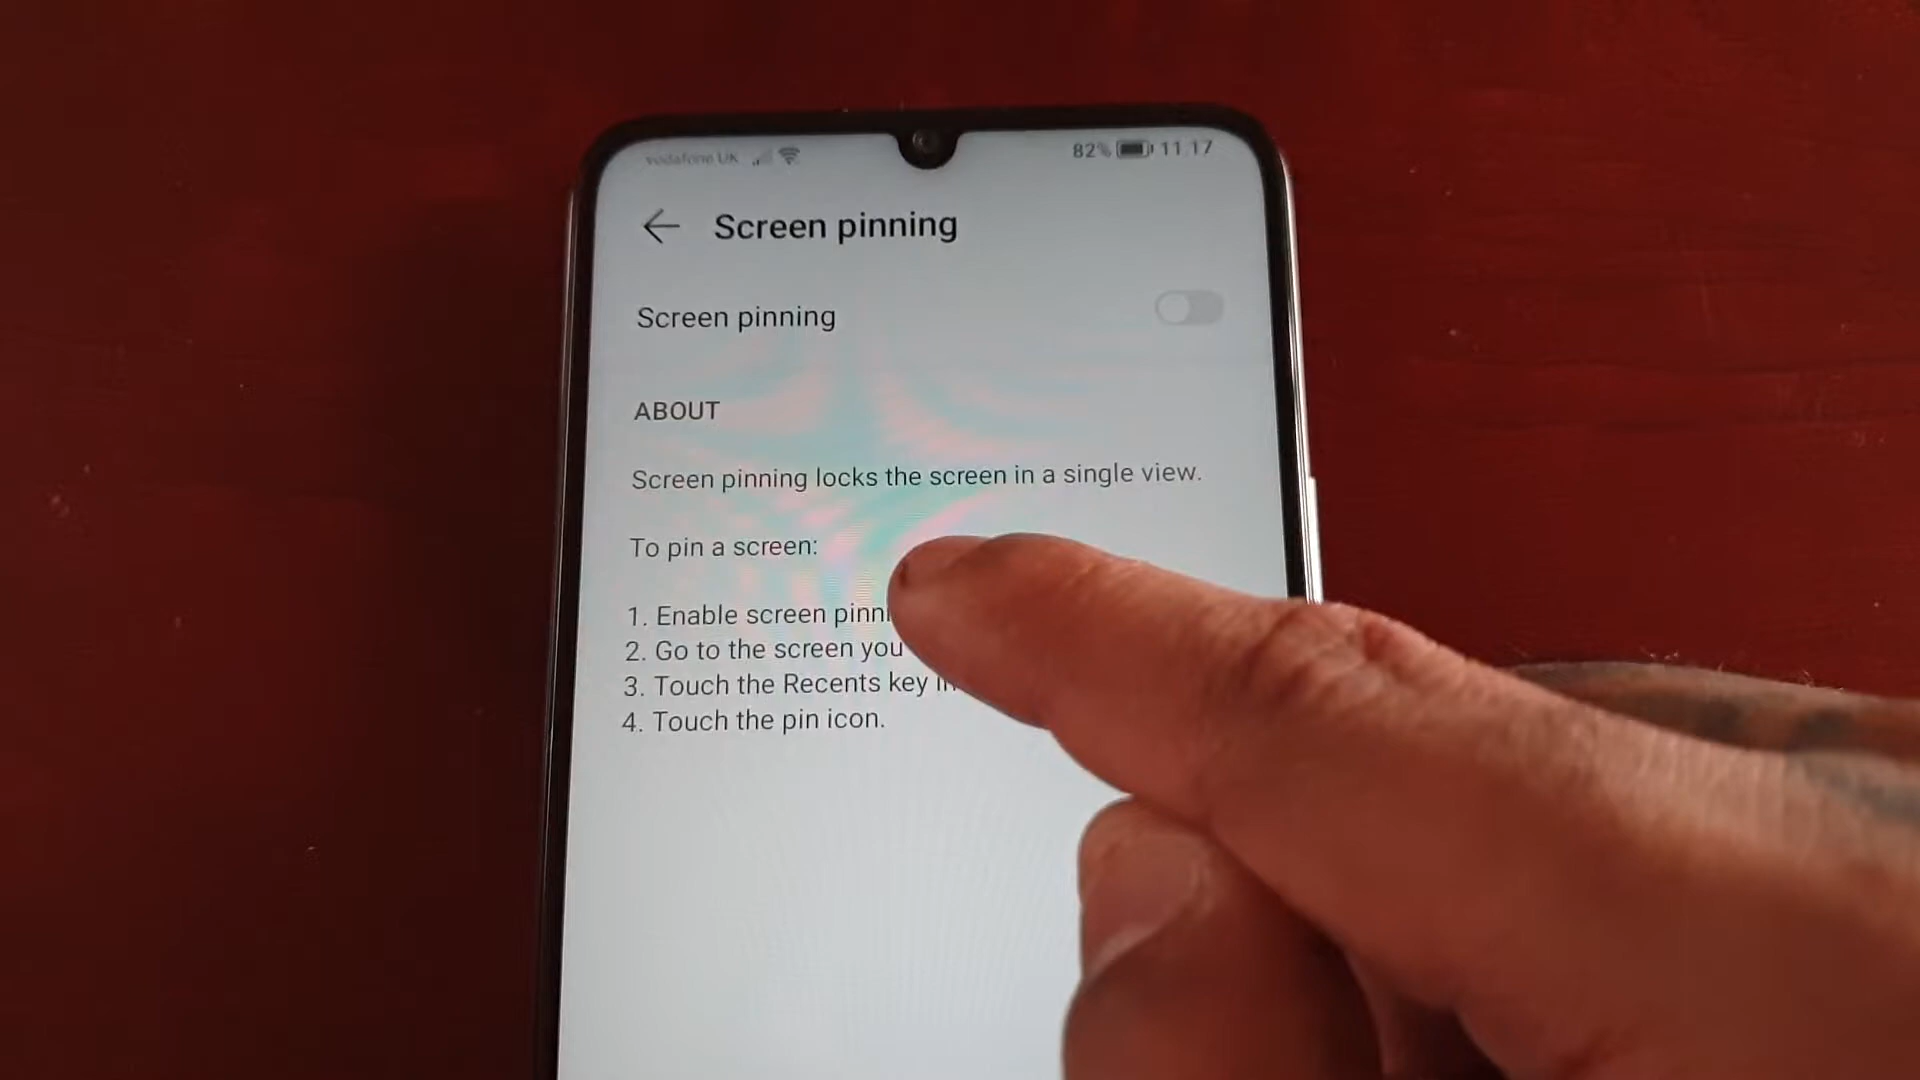 vodafone UK 82% 11.17
Screen pinning
Screen pinning
ABOUT
Screen pinning locks the screen in a single view.
To pin a screen:
1. Enable screen
2. Go to the screen you
3. Touch the Recents key
4. Touch the pin icon.